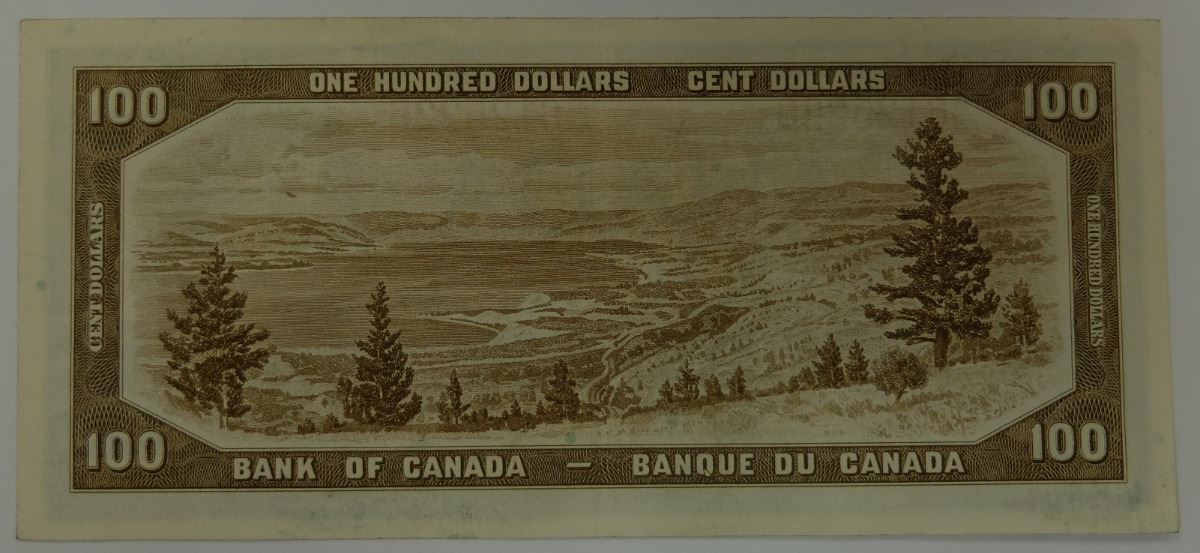 ONE HUNDRED DOLLARS CENT DOLLARS
100
100
CENT DOLLARS
ONE HUNDRED DOLLARS
100
100
BANK OF CANADA — BANQUE DU CANADA